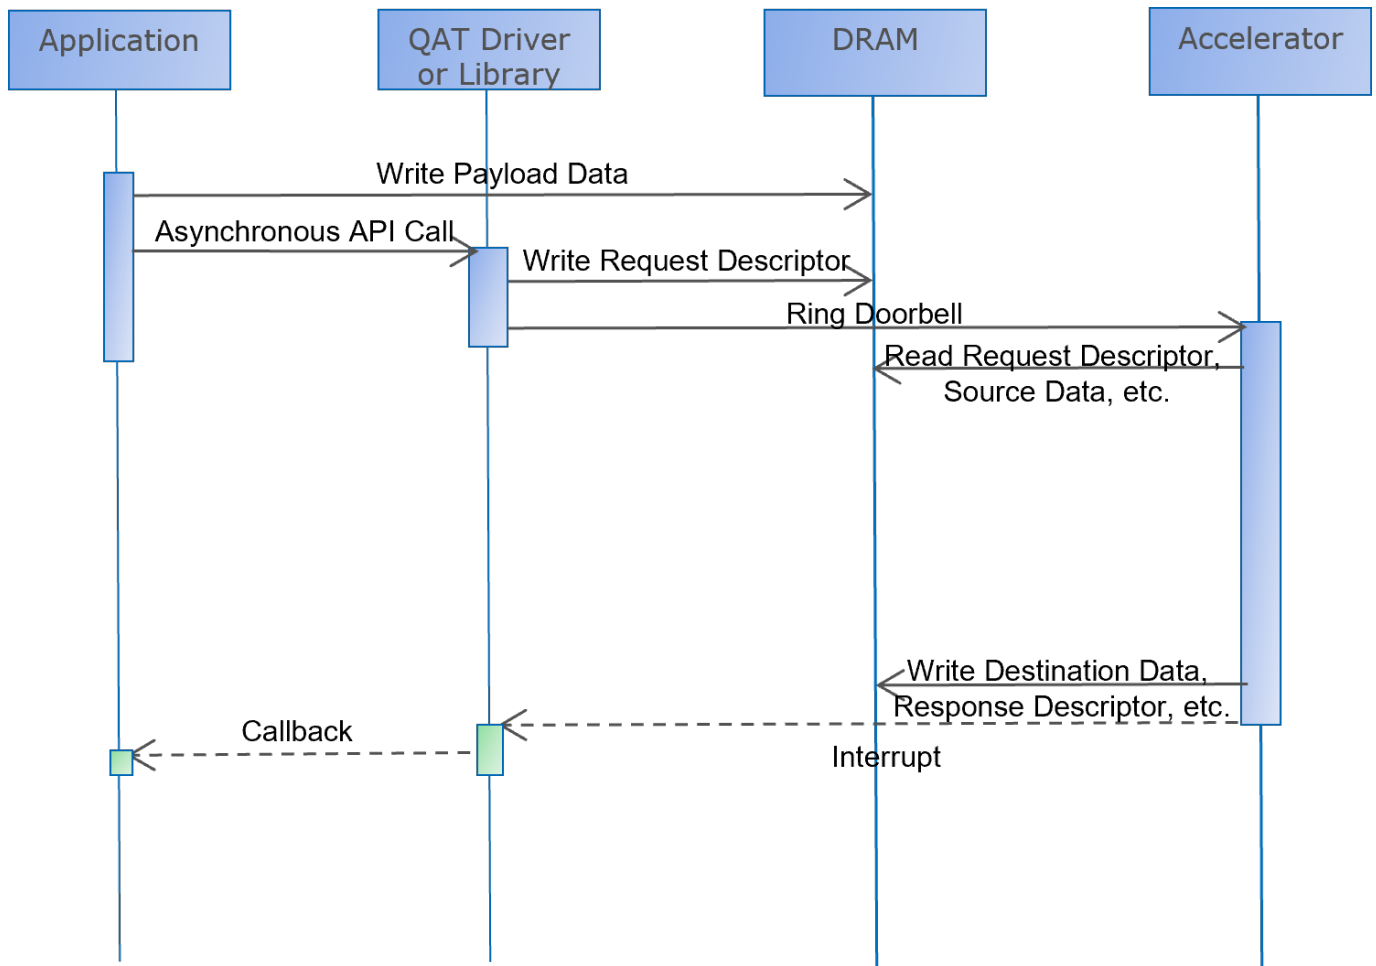 Application
QAT Driver
or Library
DRAM
Accelerator
Write Payload Data
Asynchronous API Call
Write Request Descriptor
Ring Doorbell
Read Request Descriptor,
Source Data, etc.
Write Destination Data,
Response Descriptor, etc.
Callback
Interrupt